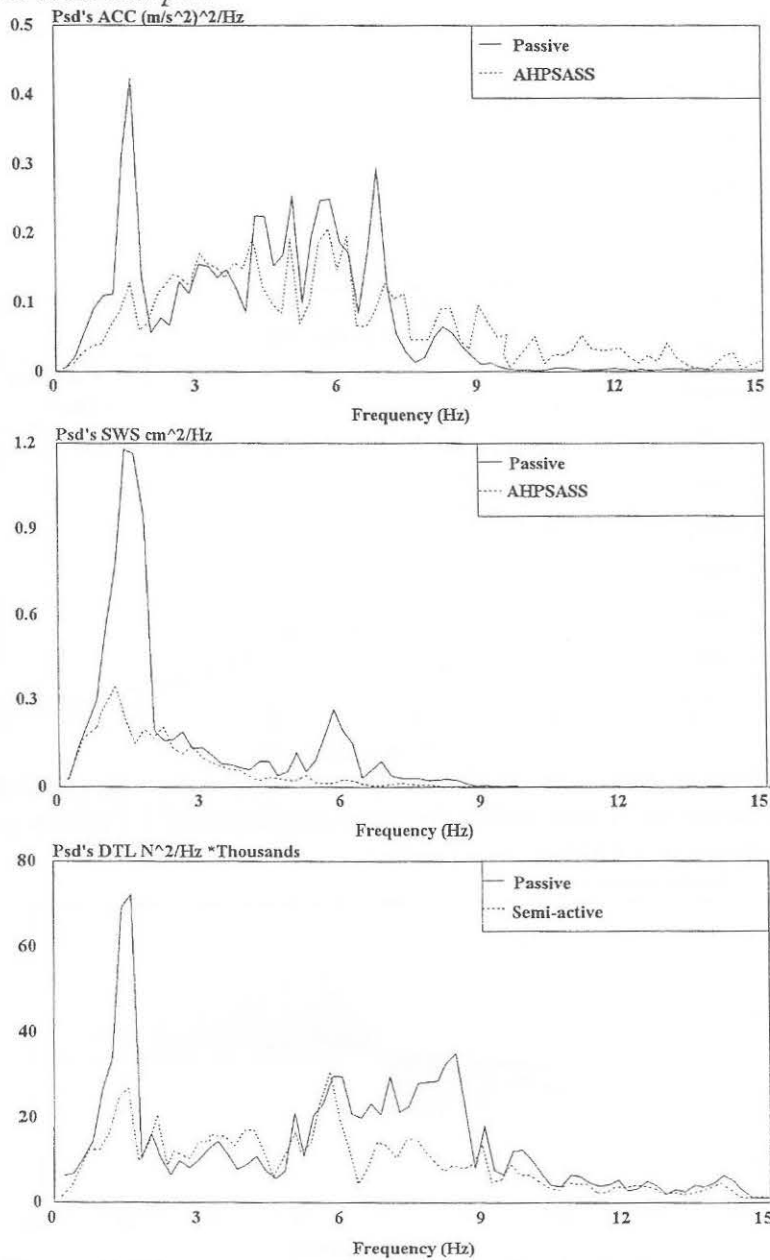 Psd's ACC (m/s^2)^2/Hz
0.5
Passive
AHPSASS
0.4
0.3
0.2
0.1
0
3 6 9 12 15
Frequency (Hz)
Psd's SWS cm^2/Hz
1.2
Passive
AHPSASS
0.9
0.6
0.3
0
0 3 6 9 12 15
Frequency (Hz)
Psd's DTL N^2/Hz *Thousands
80
Passive
Semi-active
60
40
20
0
0 3 6 9 12 15
Frequency (Hz)